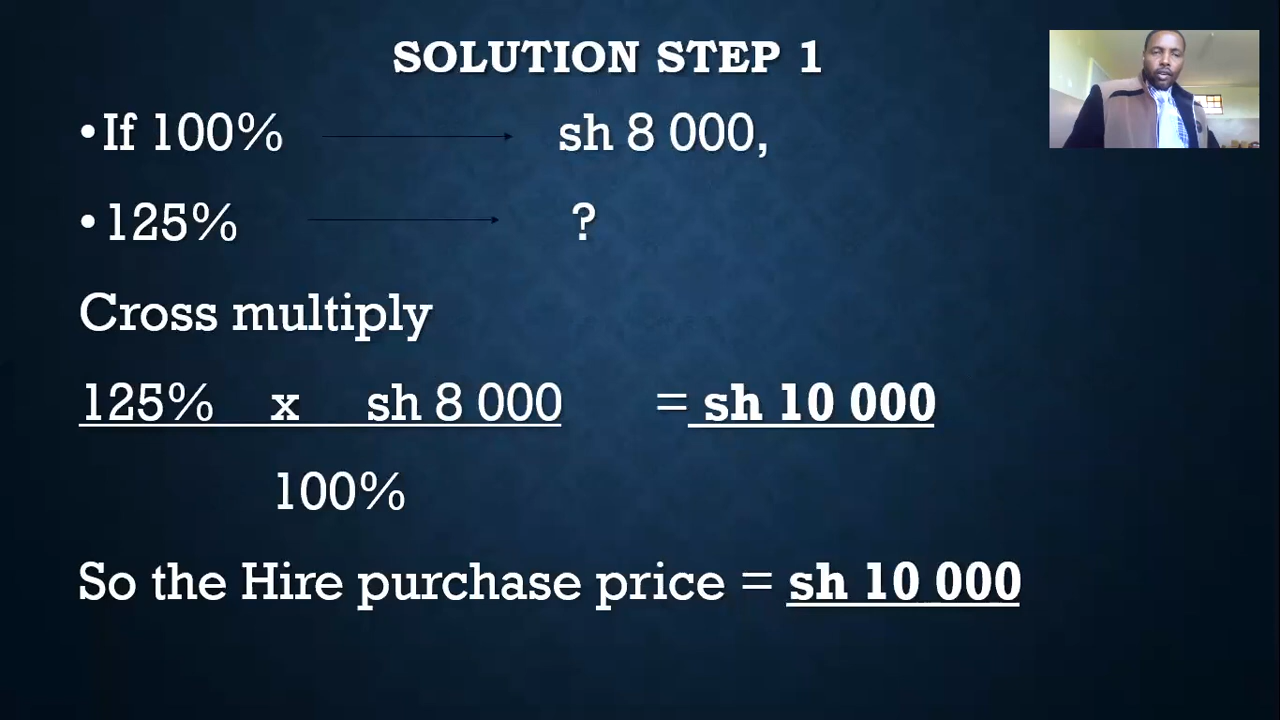 SOLUTION STEP 1
•If 100% sh 8 000,
•125% ?
Cross multiply
125% x sh 8 000 = sh 10 000
100%
So the Hire purchase price = sh 10 000